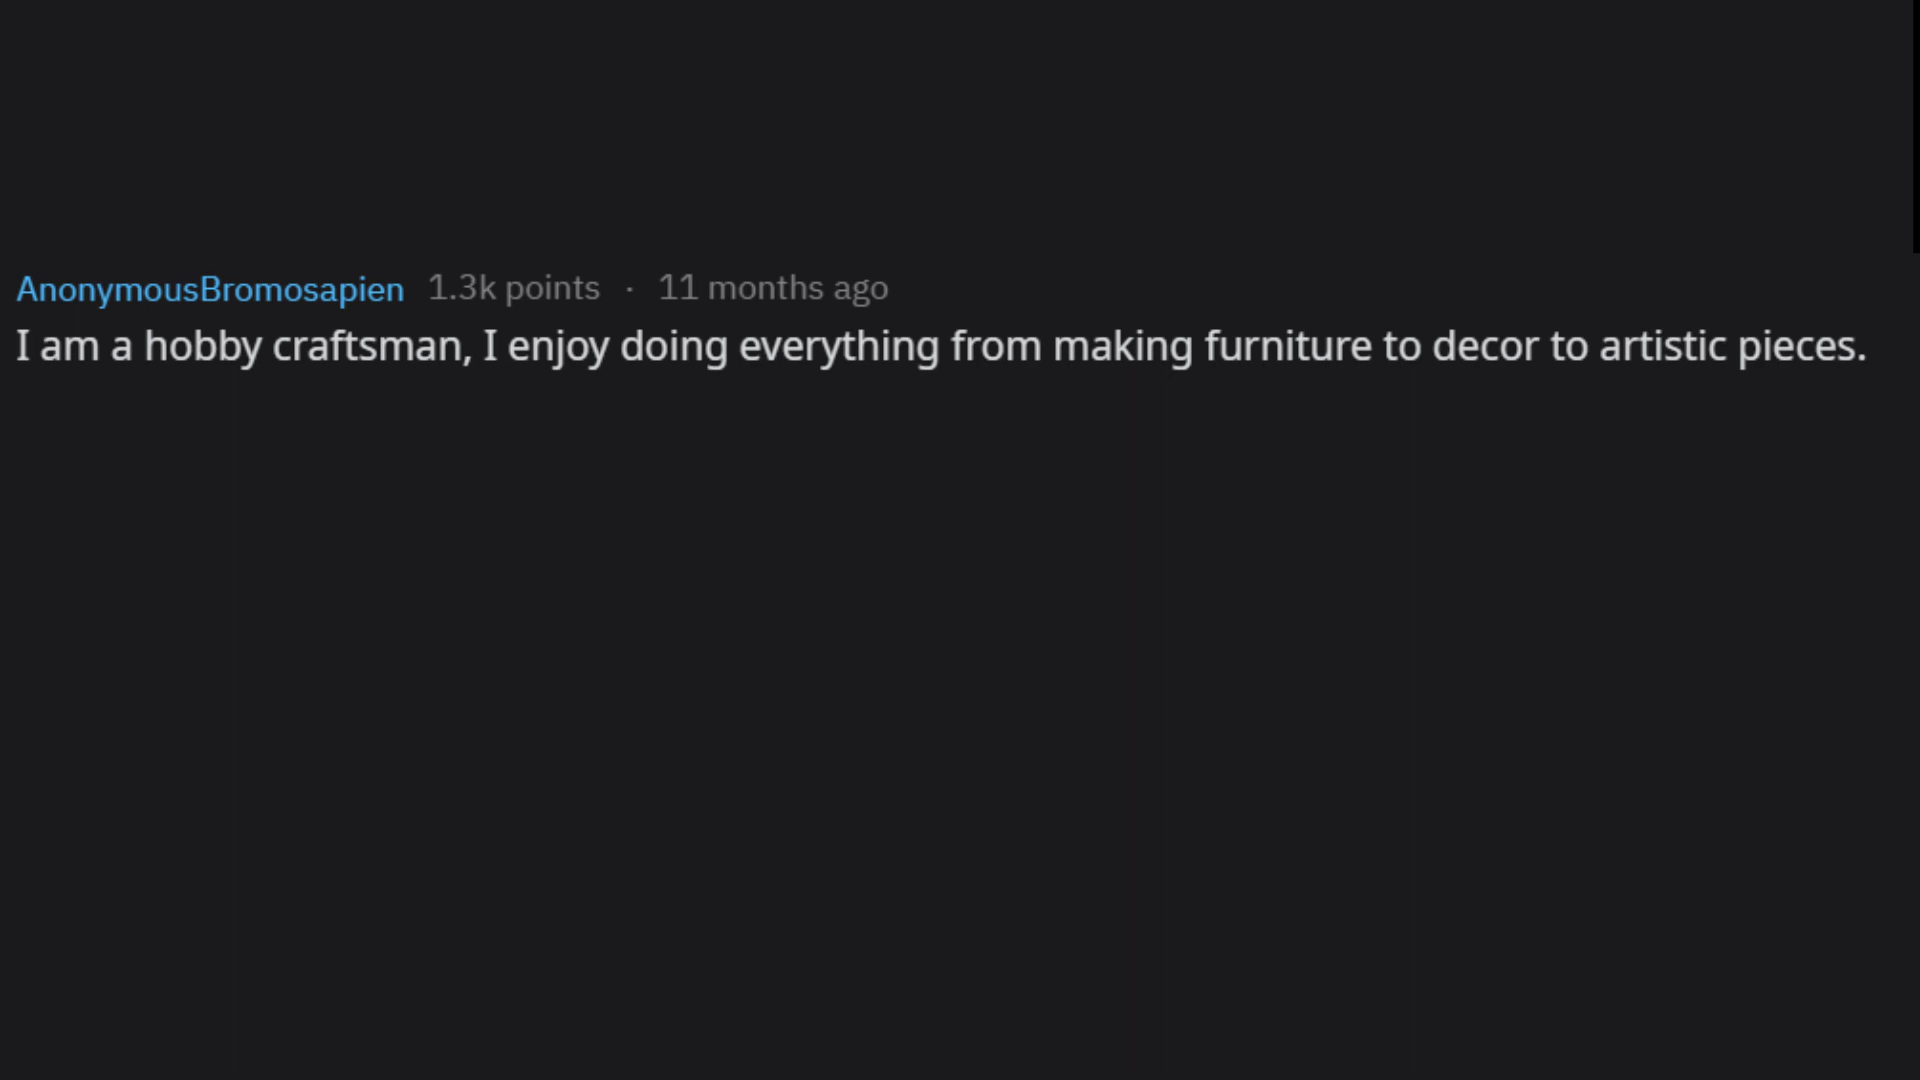 AnonymousBromosapien 1.3k points · 11 months ago
I am a hobby craftsman, I enjoy doing everything from making furniture to decor to artistic pieces.